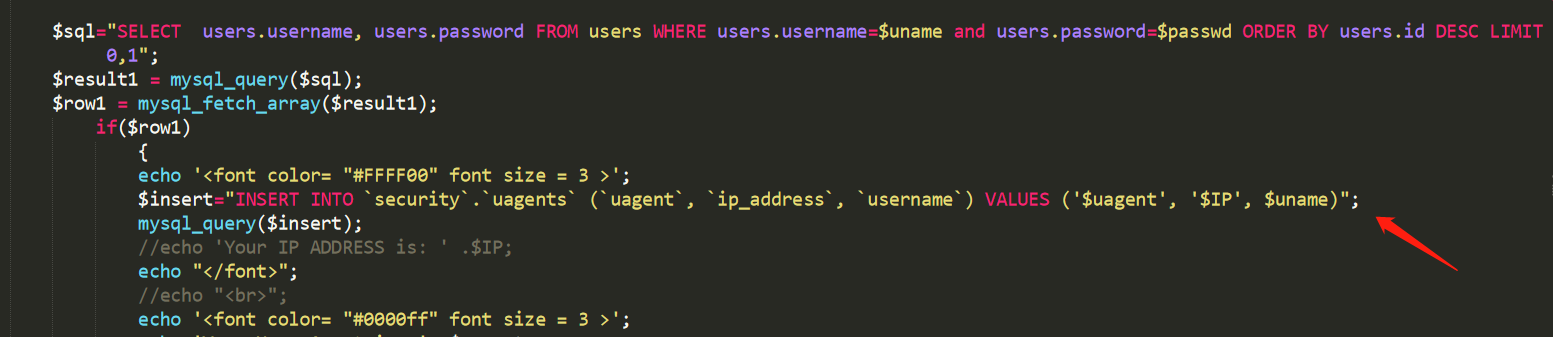 $sql="SELECT  users.username, users.password FROM users WHERE users.username=$uname and users.password=$passwd ORDER BY users.id DESC LIMIT
0,1";
$result1 = mysql_query($sql);
$row1 = mysql_fetch_array($result1);
if($row1)
{
echo '<font color= "#FFFF00" font size = 3 >';
$insert="INSERT INTO `security`.`uagents` (`uagent`, `ip_address`, `username`) VALUES ('$uagent', '$IP', $uname)";
mysql_query($insert);
//echo 'Your IP ADDRESS is: ' .$IP;
echo "</font>";
//echo "<br>";
echo '<font color= "#0000ff" font size = 3 >';